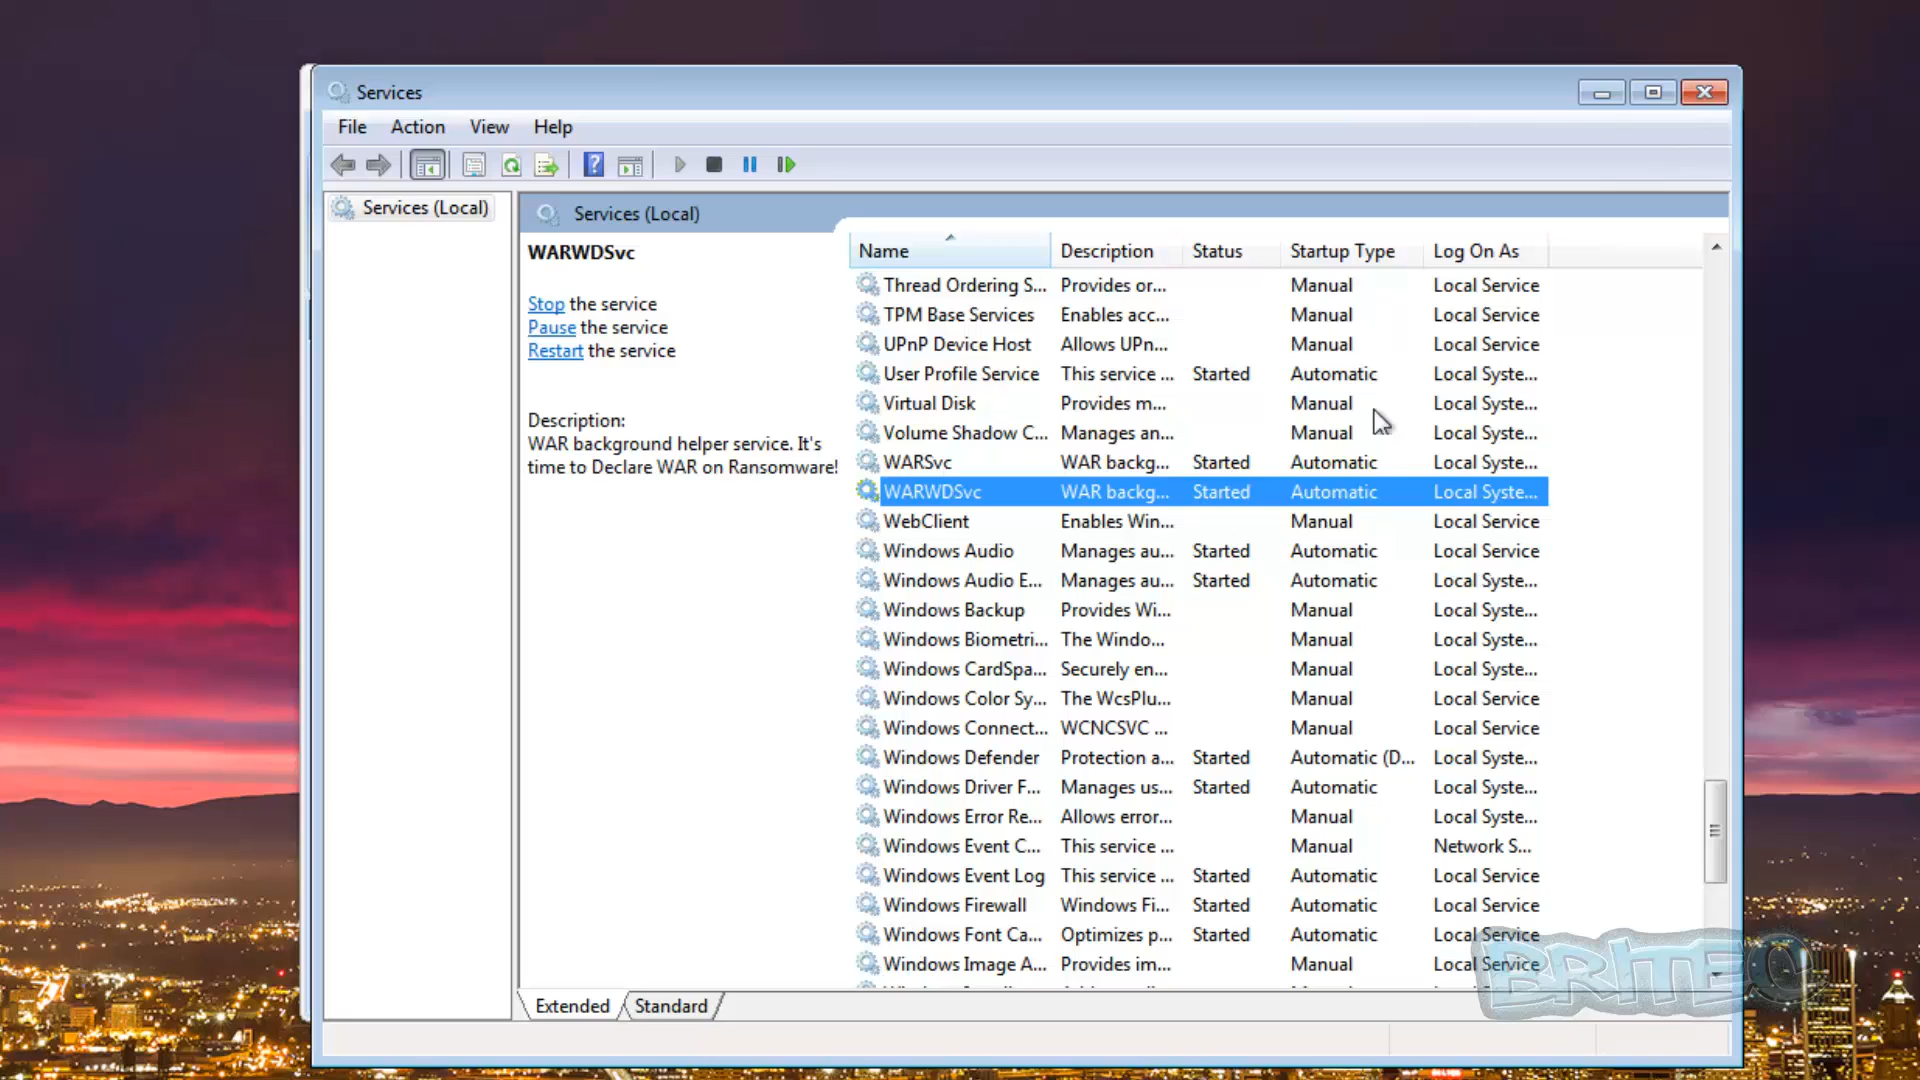 Services
File Action View Help
Services (Local)
Services (Local)
WARWDSvc
Stop the service
Pause the service
Restart the service
Description:
WAR background helper service. It's
time to Declare WAR on Ransomware!
Name Description Status Startup Type Log On As
Thread Ordering S... Provides or... Manual Local Service
TPM Base Services Enables acc... Manual Local Service
UPnP Device Host Allows UPn... Manual Local Service
User Profile Service This service ... Started Automatic Local Syste...
Virtual Disk Provides m... Manual Local Syste...
Volume Shadow C... Manages an... Manual Local Syste...
WARSvc WAR backg... Started Automatic Local Syste...
WARWDSvc WAR backg... Started Automatic Local Syste...
WebClient Enables Win... Manual Local Service
Windows Audio Manages au... Started Automatic Local Service
Windows Audio E... Manages au... Started Automatic Local Syste...
Windows Backup Provides Wi... Manual Local Syste...
Windows Biometri... The Windo... Manual Local Syste...
Windows CardSpa... Securely en... Manual Local Syste...
Windows Color Sy... The WcsPlu... Manual Local Service
Windows Connect... WCNCSVC ... Manual Local Service
Windows Defender Protection a... Started Automatic (D... Local Syste...
Windows Driver F... Manages us... Started Automatic Local Syste...
Windows Error Re... Allows error... Manual Local Syste...
Windows Event C... This service ... Manual Network S...
Windows Event Log This service ... Started Automatic Local Service
Windows Firewall Windows Fi... Started Automatic Local Service
Windows Font Ca... Optimizes p... Started Automatic Local Service
Windows Image A... Provides im... Manual Local Service
Extended Standard
BRITEC